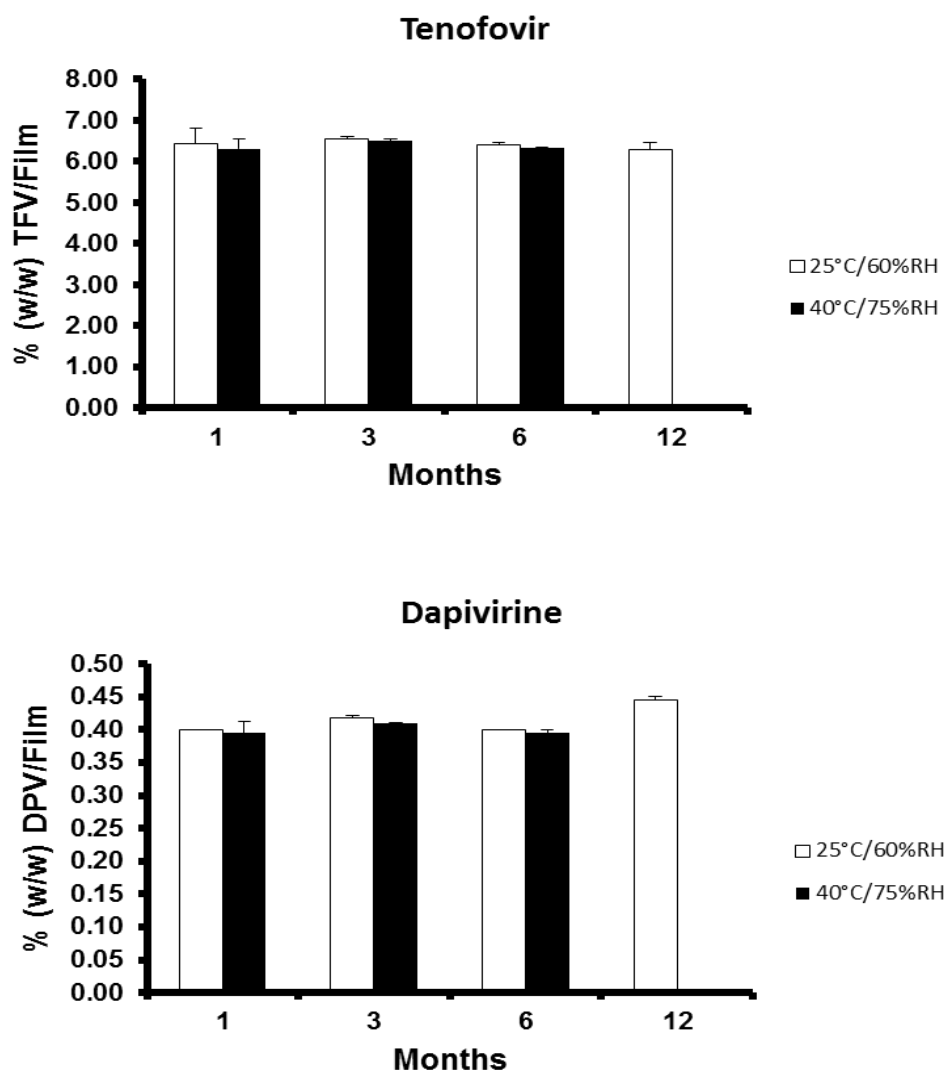 Tenofovir
8.00
7.00
6.00
5.00
4.00
3.00
2.00
1.00
0.00
% (w/w) TFV/Film
1 3 6 12
Months
25°C/60%RH
40°C/75%RH
Dapivirine
0.50
0.45
0.40
0.35
0.30
0.25
0.20
0.15
0.10
0.05
0.00
% (w/w) DPV/Film
1 3 6 12
Months
25°C/60%RH
40°C/75%RH